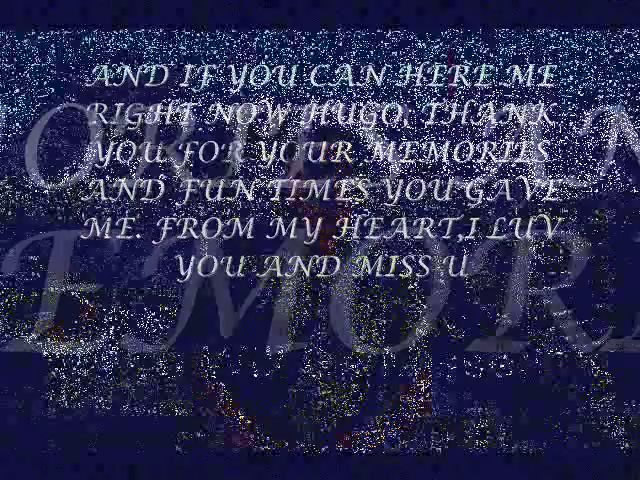 AND IF YOU CAN HERE ME
RIGHT NOW HUGO, THANK
YOU FOR YOUR MEMORIES
AND FUN TIMES YOU GAVE
ME. FROM MY HEART,I LUV
YOU AND MISS U